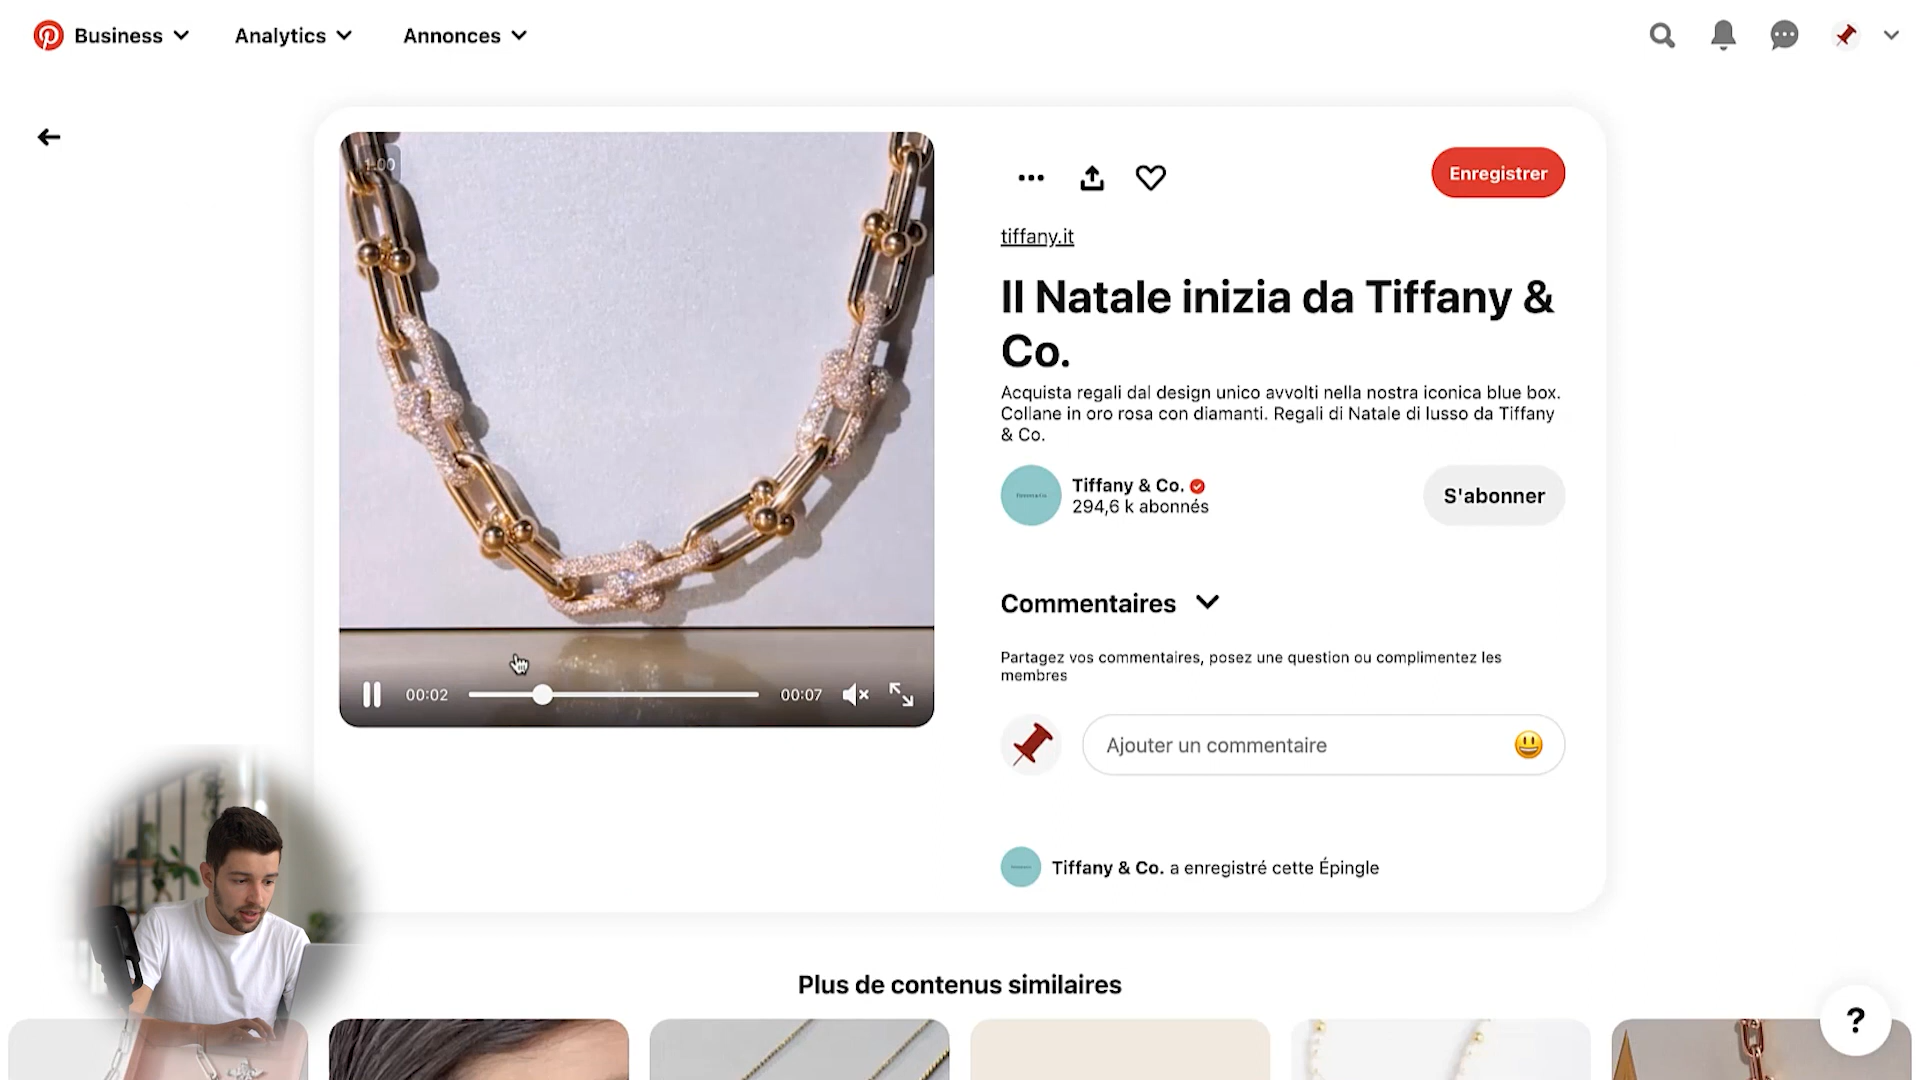 Business
Analytics
Annonces
1:00
Enregistrer
tiffany.it
Il Natale inizia da Tiffany &
Co.
Acquista regali dal design unico avvolti nella nostra iconica blue box.
Collane in oro rosa con diamanti. Regali di Natale di lusso da Tiffany
& Co.
Tiffany & Co.
294,6 k abonnés
S'abonner
Commentaires
Partagez vos commentaires, posez une question ou complimentez les
membres
00:02
00:07
Ajouter un commentaire
Tiffany & Co. a enregistré cette Épingle
Plus de contenus similaires
?